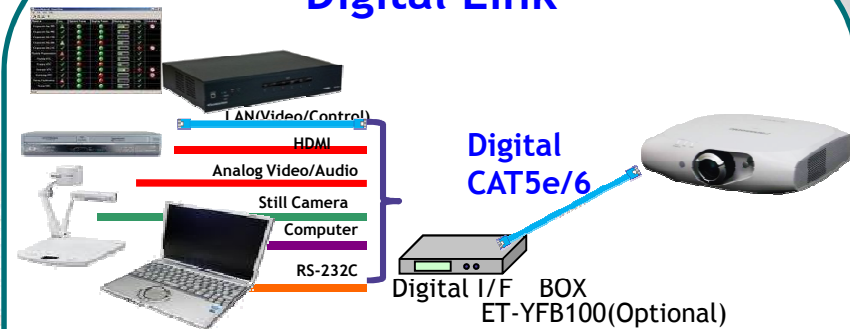 Digital Link
LAN(Video/Control)
HDMI
Analog Video/Audio
Still Camera
Computer
RS-232C
Digital
CAT5e/6
Digital I/F BOX
ET-YFB100(Optional)